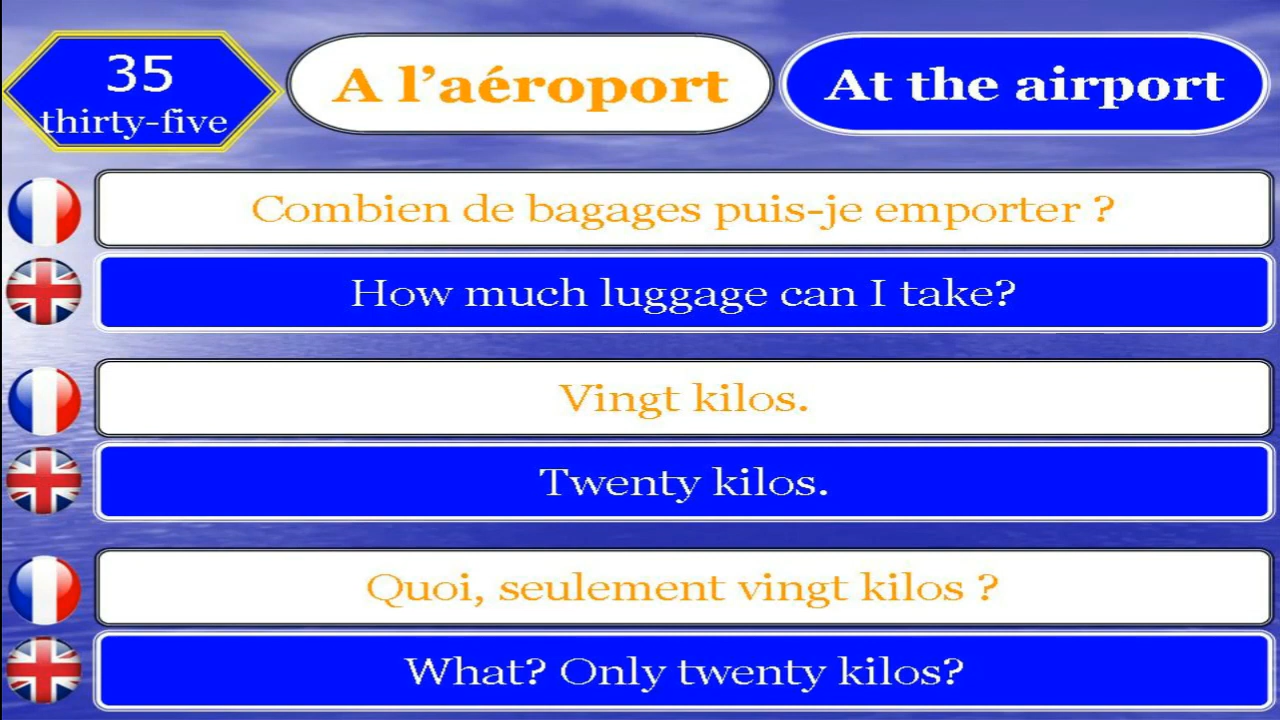 35
thirty-five
A l’aéroport
At the airport
Combien de bagages puis-je emporter ?
How much luggage can I take?
Vingt kilos.
Twenty kilos.
Quoi, seulement vingt kilos ?
What? Only twenty kilos?